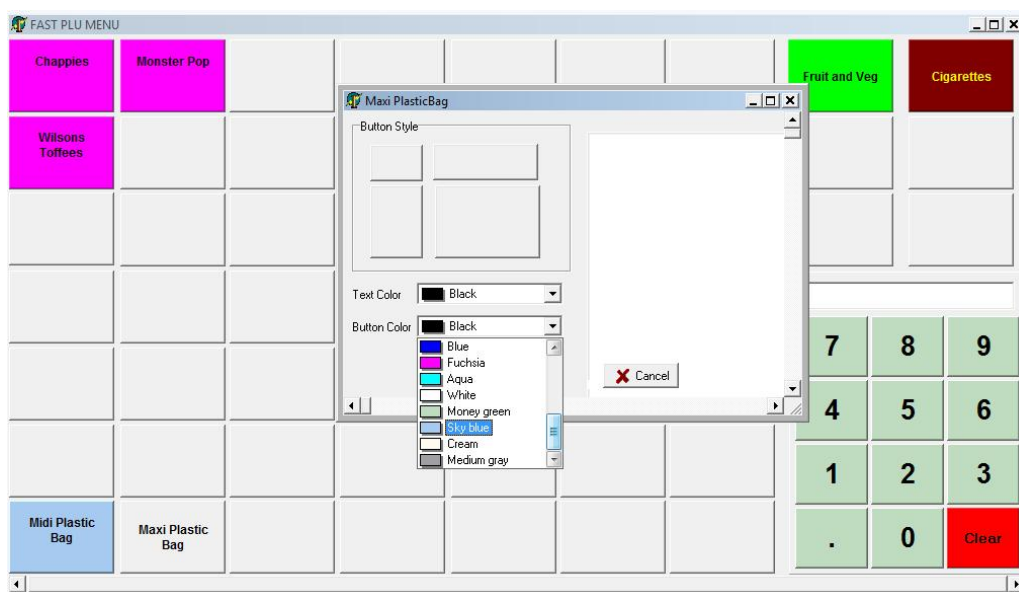 FAST PLU MENU
Chappies
Monster Pop
Fruit and Veg
Cigarettes
Wilsons
Toffees
Maxi PlasticBag
Button Style
Text Color
Black
Button Color
Black
Blue
Fuchsia
Aqua
White
Money green
Sky blue
Cream
Medium gray
Cancel
7 8 9
4 5 6
1 2 3
. 0 Clear
Midi Plastic
Bag
Maxi Plastic
Bag